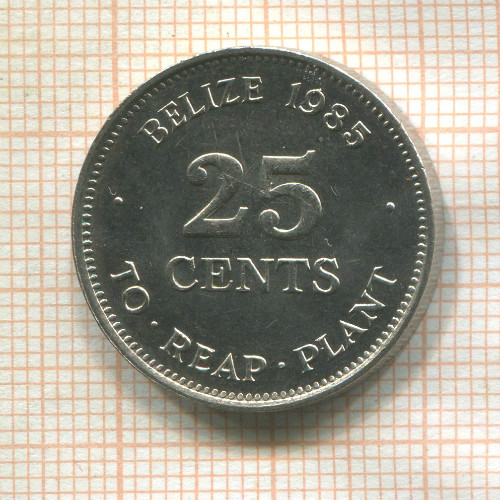 BELIZE 1985
25
CENTS
TO · REAP · PLANT